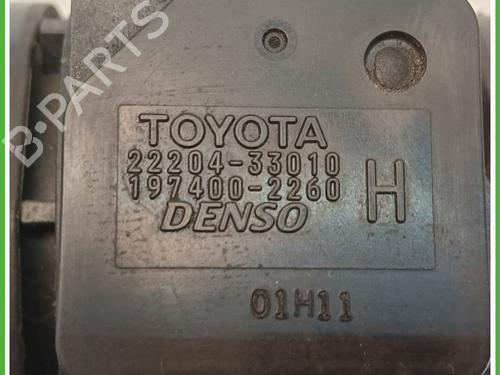 B-PARTS
TOYOTA
22204-33010
197400-2260
DENSO
H
01H11